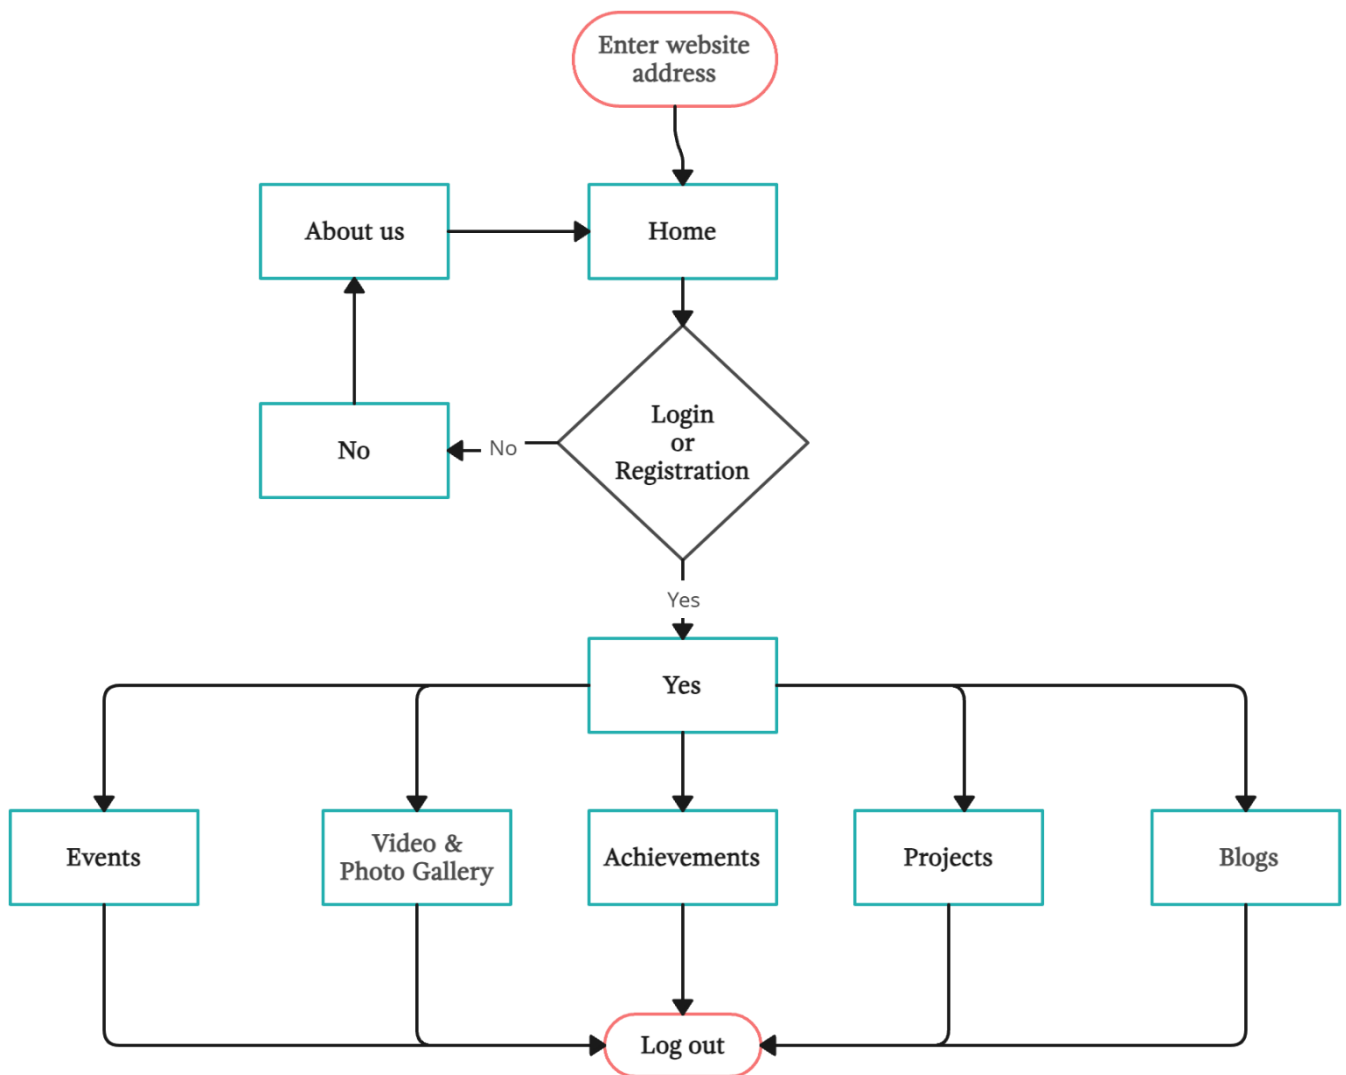 Enter website
address
About us
Home
Login
or
Registration
No
No
Yes
Yes
Events
Video &
Photo Gallery
Achievements
Projects
Blogs
Log out